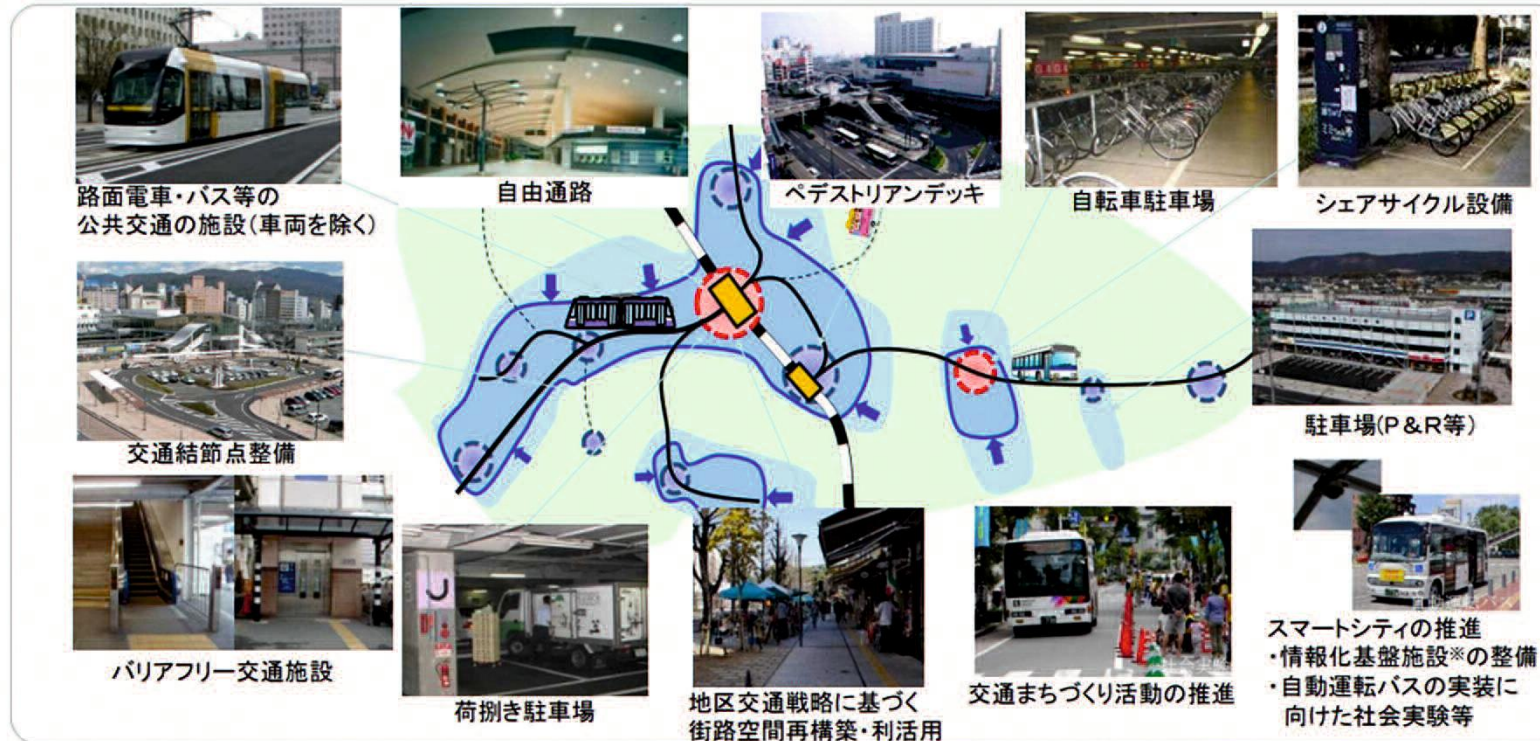 路面電車・バス等の
公共交通の施設(車両を除く)
自由通路
ペデストリアンデッキ
自転車駐車場
シェアサイクル設備
交通結節点整備
駐車場(P&R等)
バリアフリー交通施設
荷捌き駐車場
地区交通戦略に基づく
街路空間再構築・利活用
交通まちづくり活動の推進
スマートシティの推進
・情報化基盤施設※の整備
・自動運転バスの実装に
向けた社会実験等